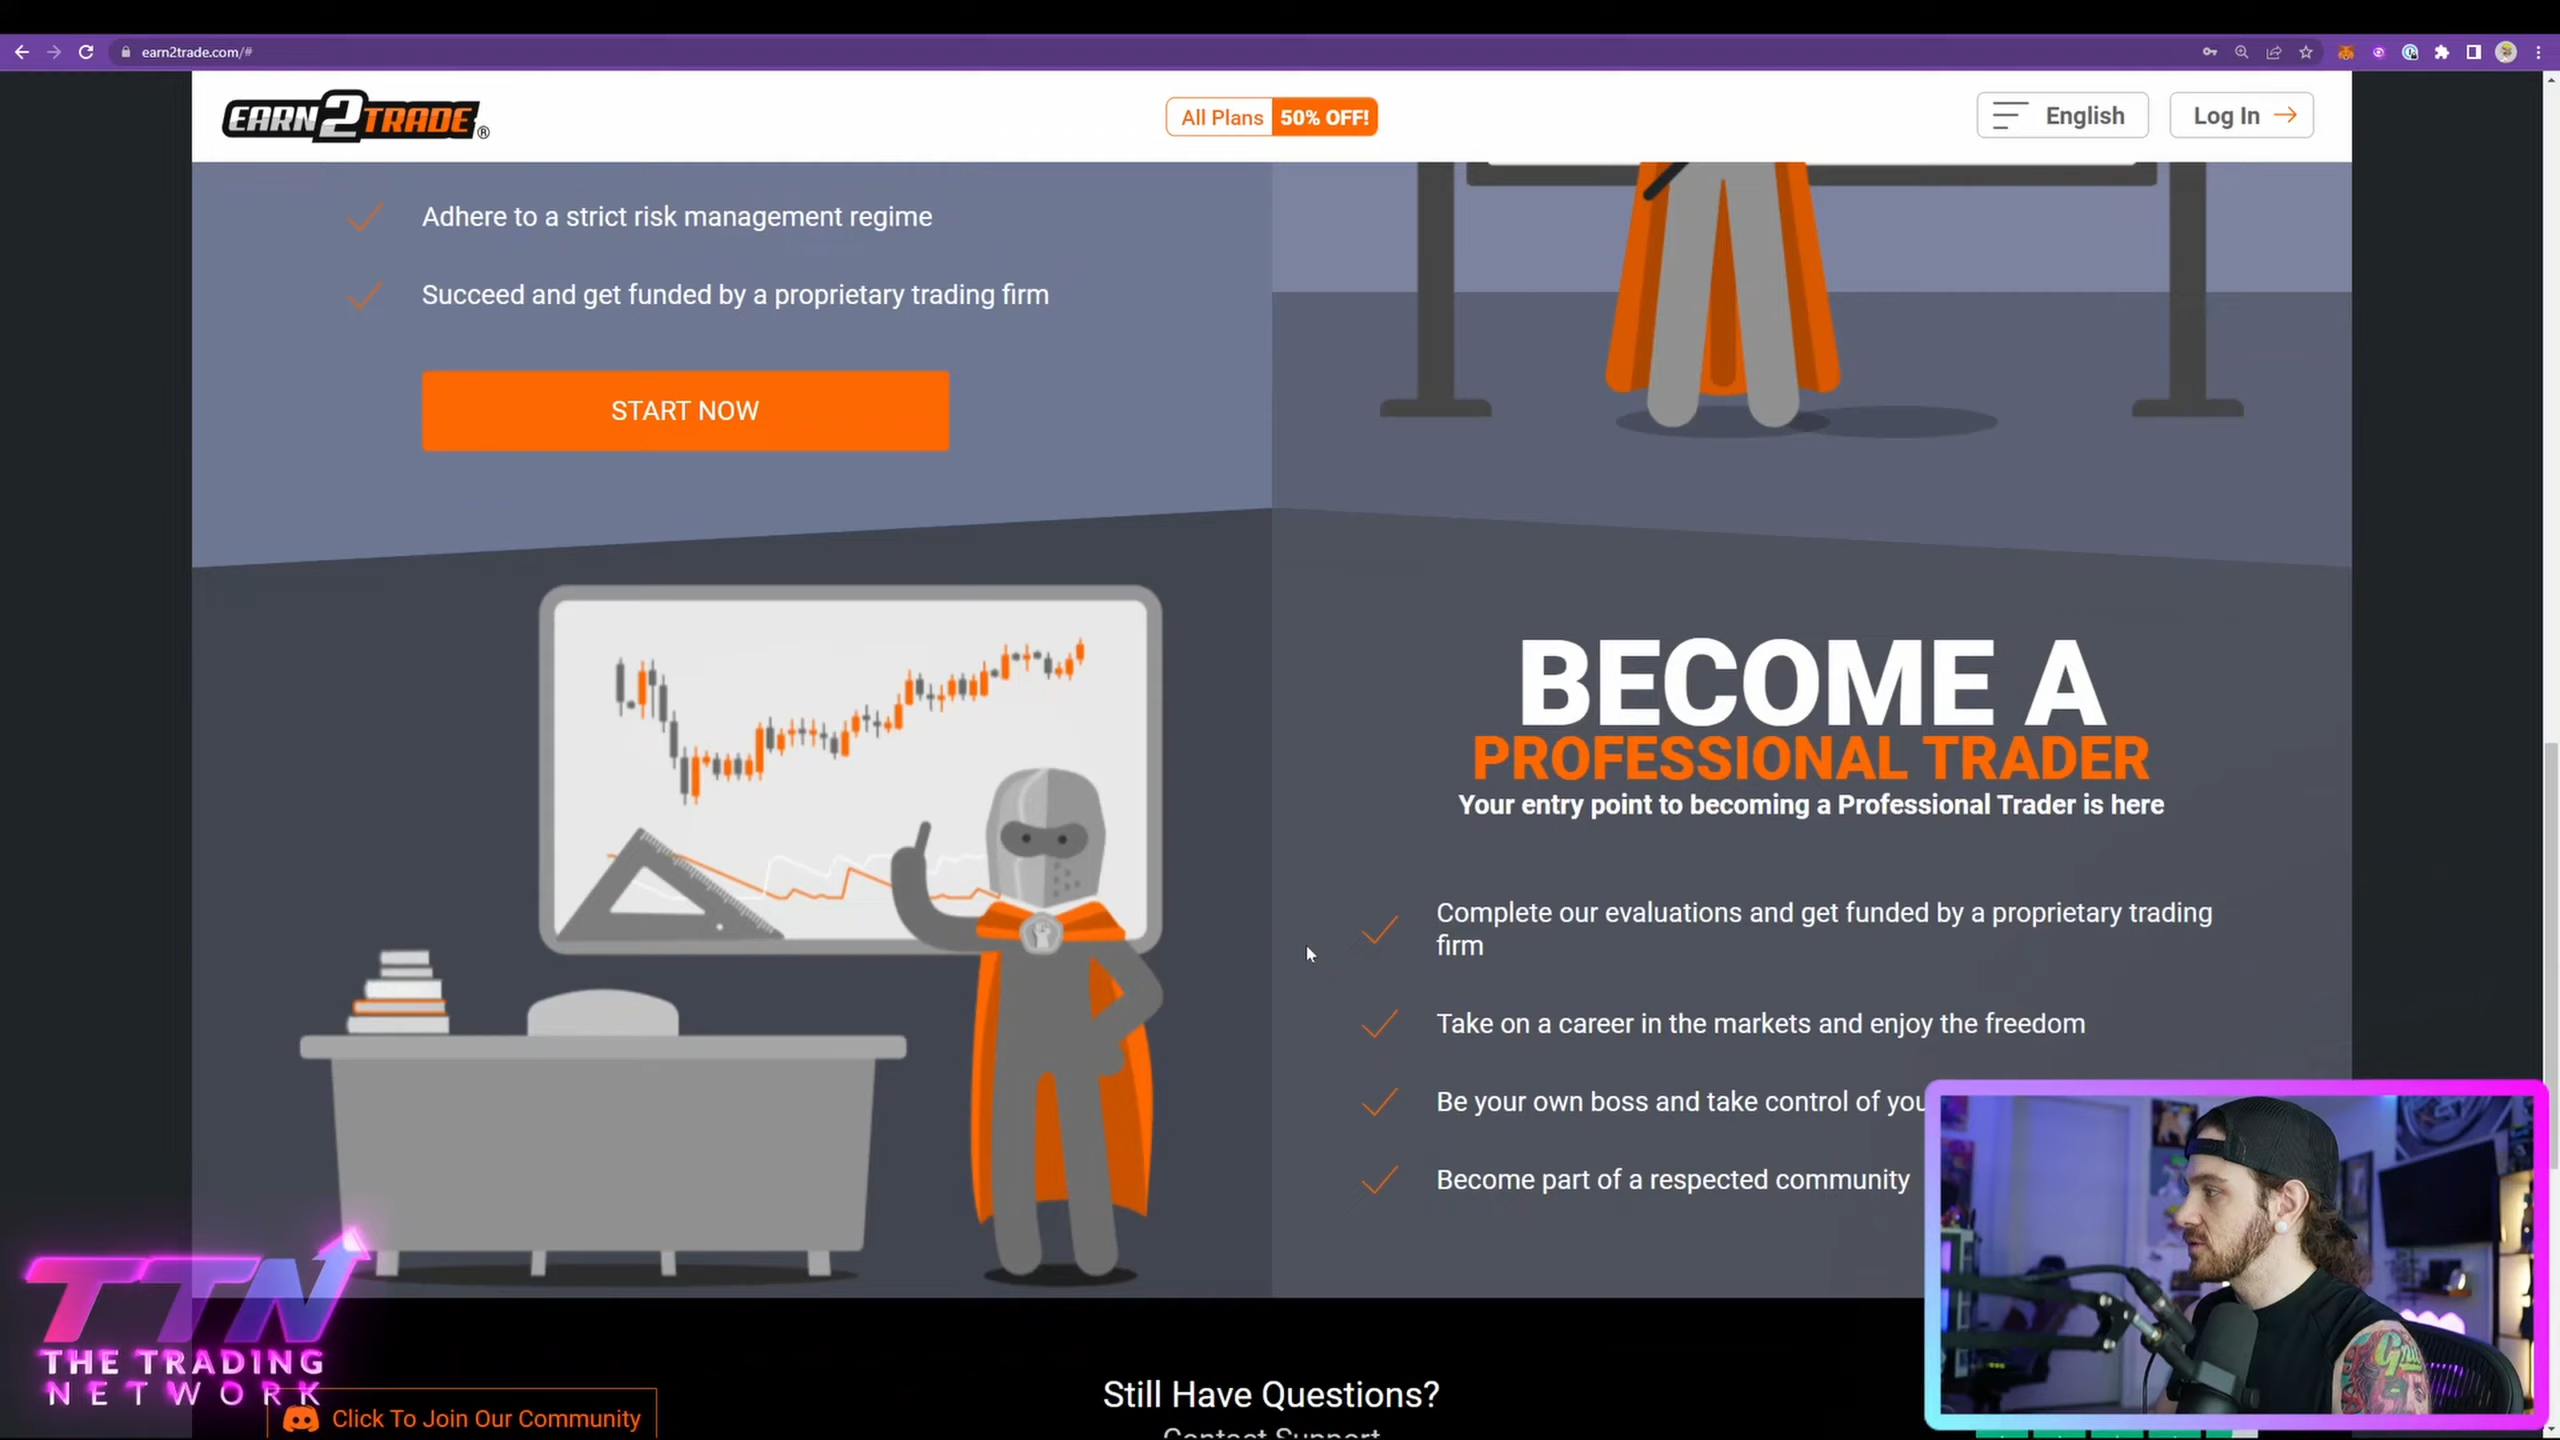 earn2trade.com/#
EARN2TRADE®
All Plans 50% OFF!
English
Log In
Adhere to a strict risk management regime
Succeed and get funded by a proprietary trading firm
START NOW
BECOME A
PROFESSIONAL TRADER
Your entry point to becoming a Professional Trader is here
Complete our evaluations and get funded by a proprietary trading
firm
Take on a career in the markets and enjoy the freedom
Be your own boss and take control of
Become part of a respected community
TTN
THE TRADING
NETWORK
Click To Join Our Community
Still Have Questions?
Contact Support